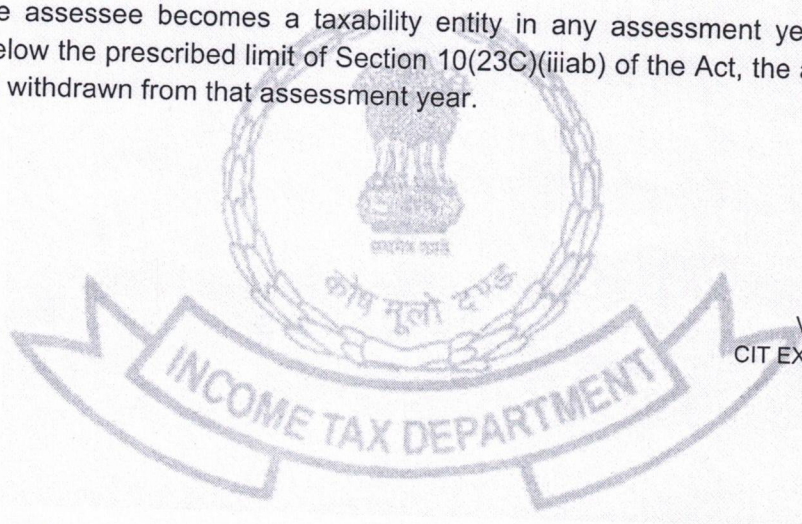 e assessee becomes a taxability entity in any assessment ye
elow the prescribed limit of Section 10(23C)(iiiab) of the Act, the a
withdrawn from that assessment year.
सत्यमेव जयते
कोष मूलो दण्ड
CIT EX
INCOME TAX DEPARTMENT